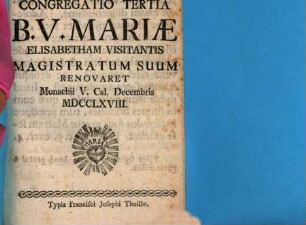 CONGREGATIO TERTIA
B. V. MARIÆ
ELISABETHAM VISITANTIS
MAGISTRATUM SUUM
RENOVARET
Monachii V. Cal. Decembris
MDCCLXVIII.
Typis Francisci Josephi Thuille.